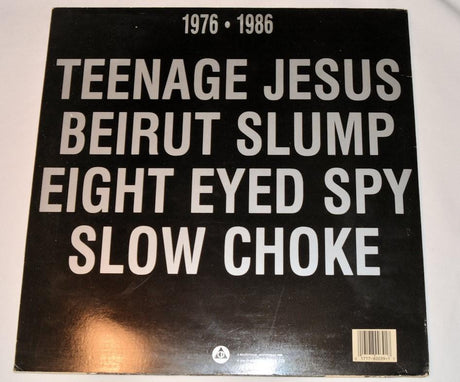 1976 • 1986
TEENAGE JESUS
BEIRUT SLUMP
EIGHT EYED SPY
SLOW CHOKE